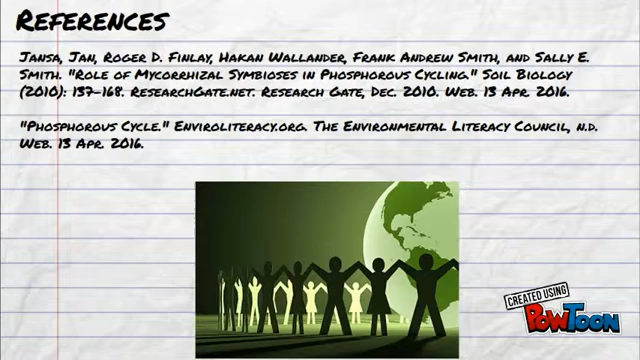 References
Jansa, Jan, Roger D. Finlay, Hakan Wallander, Frank Andrew Smith, and Sally E.
Smith. "Role of Mycorrhizal Symbioses in Phosphorous Cycling." Soil Biology
(2010): 137-168. ResearchGate.net. Research Gate, Dec. 2010. Web. 13 Apr. 2016.
"Phosphorous Cycle." Enviroliteracy.org. The Environmental Literacy Council, n.d.
Web. 13 Apr. 2016.
CREATED USING
PowToon